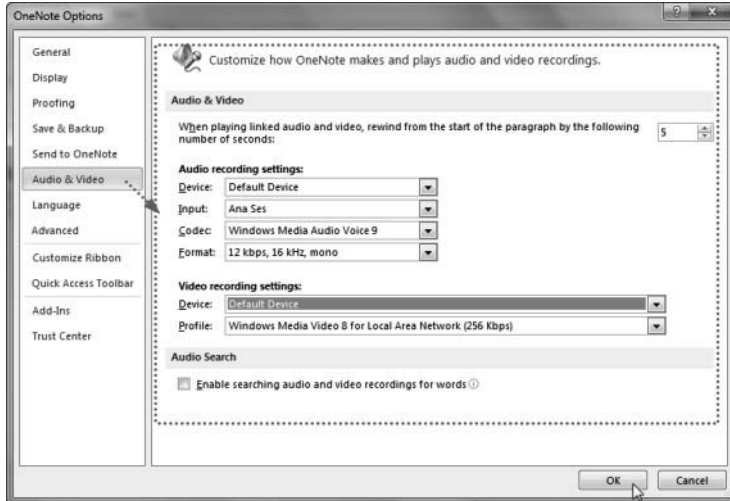 OneNote Options
General
Display
Proofing
Save & Backup
Send to OneNote
Audio & Video
Language
Advanced
Customize Ribbon
Quick Access Toolbar
Add-Ins
Trust Center
Customize how OneNote makes and plays audio and video recordings.
Audio & Video
When playing linked audio and video, rewind from the start of the paragraph by the following
number of seconds:
5
Audio recording settings:
Device: Default Device
Input: Ana Ses
Codec: Windows Media Audio Voice 9
Format: 12 kbps, 16 kHz, mono
Video recording settings:
Device: Default Device
Profile: Windows Media Video 8 for Local Area Network (256 Kbps)
Audio Search
Enable searching audio and video recordings for words
OK Cancel